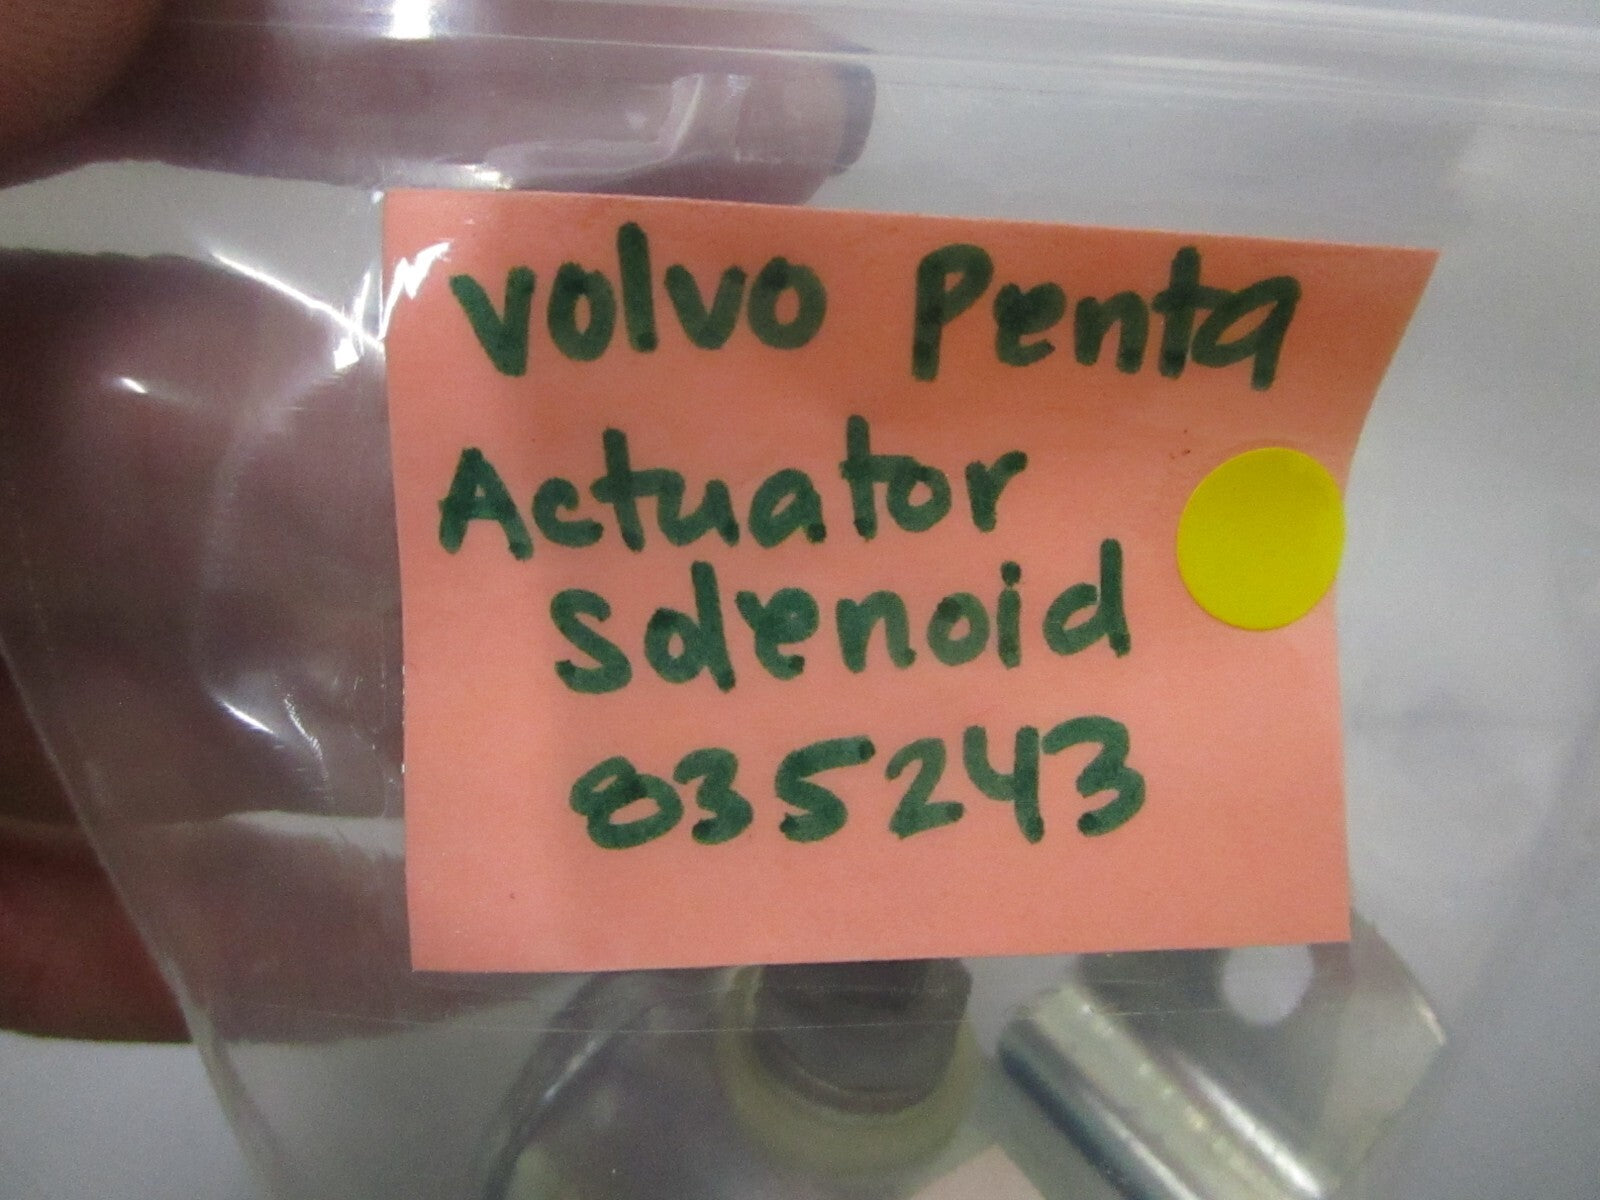 Volvo Penta
Actuator
Solenoid
835243